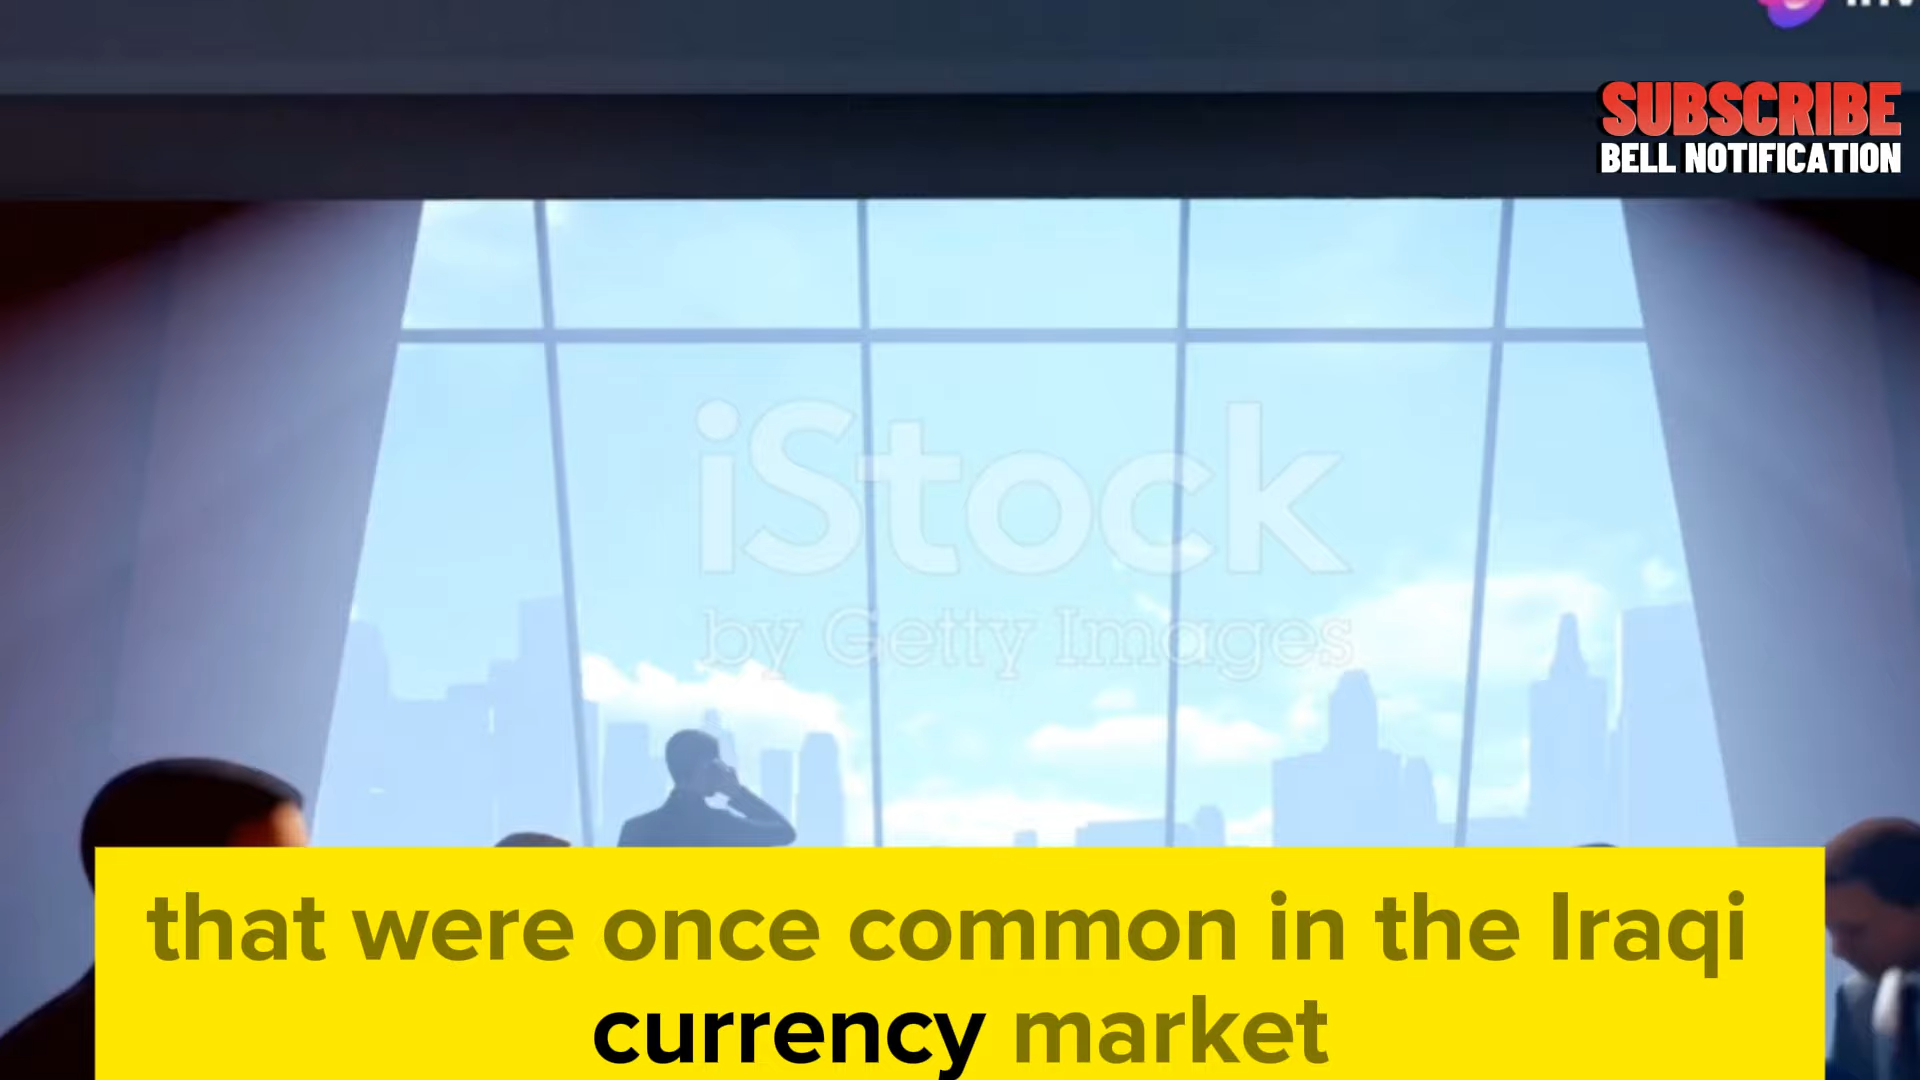 SUBSCRIBE
BELL NOTIFICATION
iStock
by Getty Images
that were once common in the Iraqi
currency market